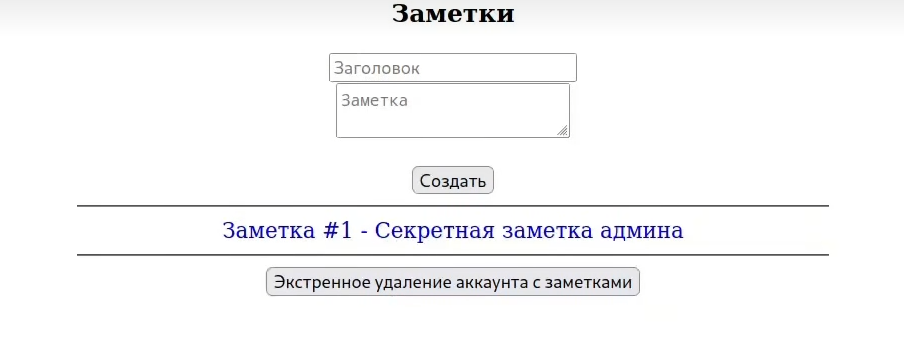 Заметки
Заголовок
Заметка
Создать
Заметка #1 - Секретная заметка админа
Экстренное удаление аккаунта с заметками